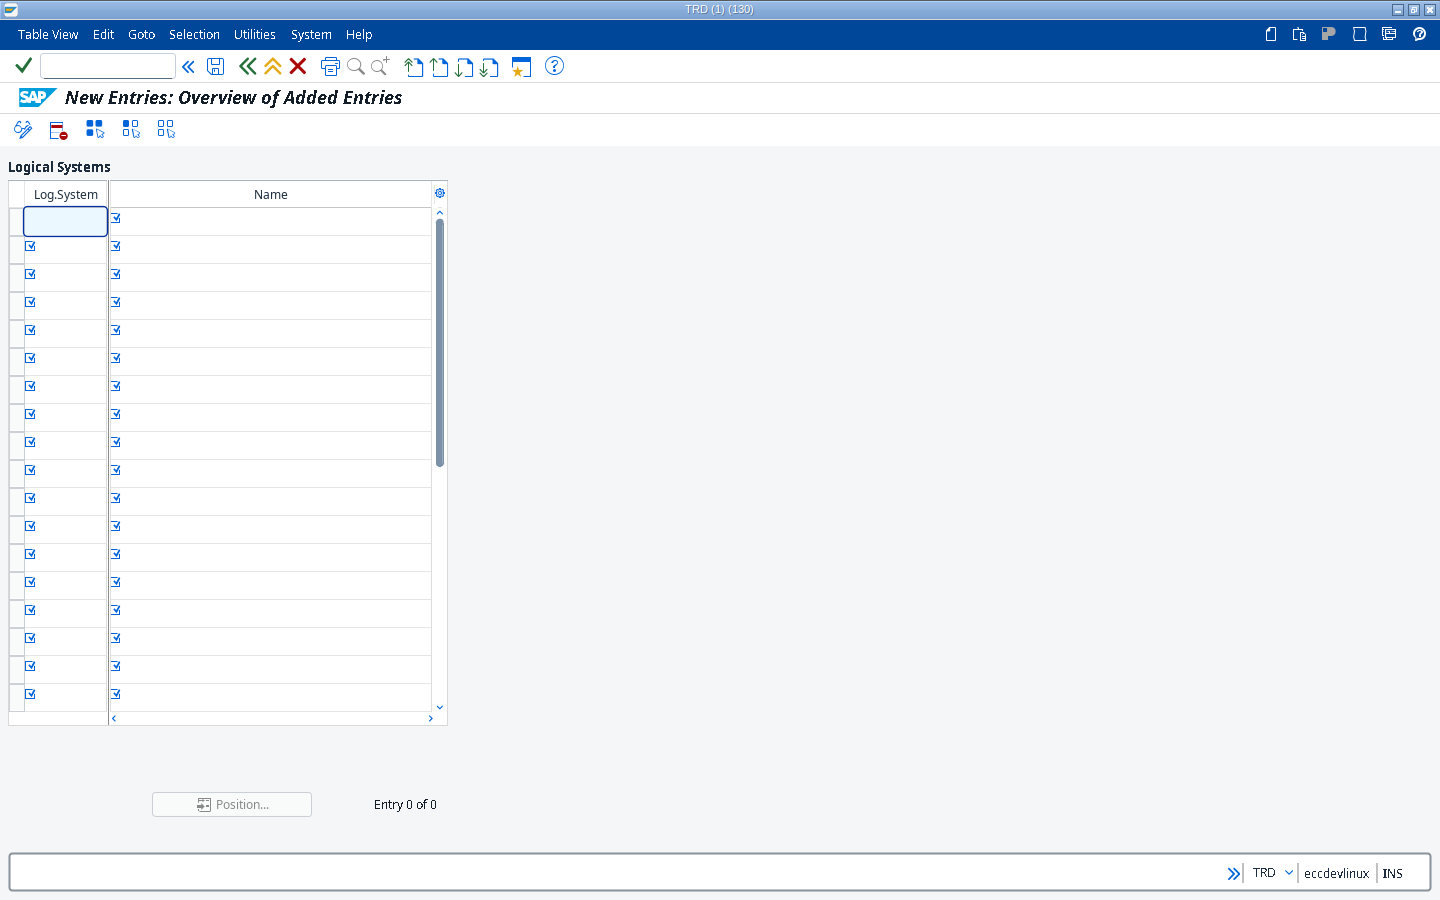 TRD (1) (130)
Table View Edit Goto Selection Utilities System Help
SAP New Entries: Overview of Added Entries
Logical Systems
Log.System Name
Position... Entry 0 of 0
TRD eccdevlinux INS